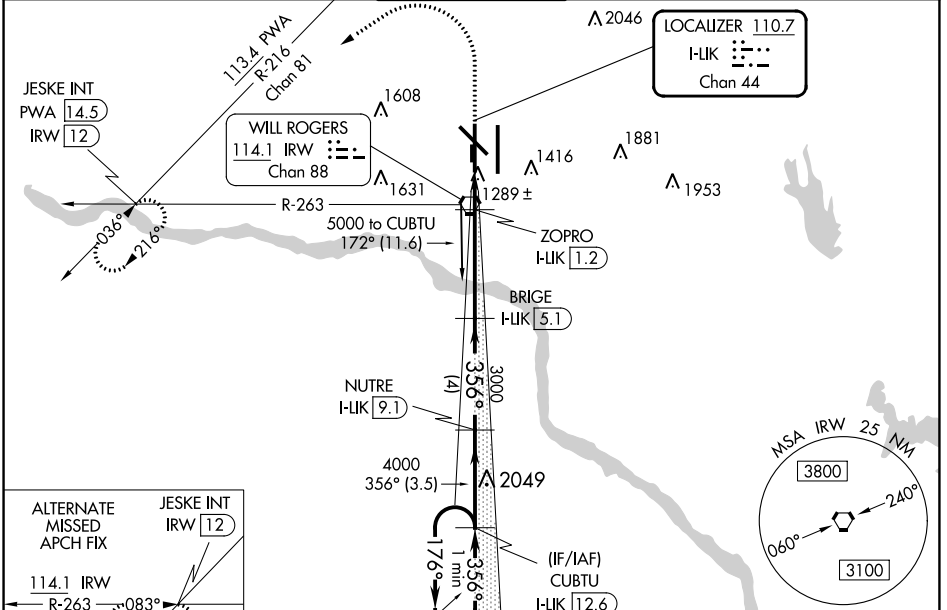 2046
LOCALIZER 110.7
I-LIK
Chan 44
113.4 PWA
R-216
Chan 81
JESKE INT
PWA 14.5
IRW 12
1608
WILL ROGERS
114.1 IRW
Chan 88
1631
1416
1881
1953
1289 ±
R-263
036°
216°
5000 to CUBTU
172° (11.6)
ZOPRO
I-LIK 1.2
BRIGE
I-LIK 5.1
3000
356°
(4)
NUTRE
I-LIK 9.1
4000
356° (3.5)
2049
MSA IRW 25 NM
3800
240°
060°
3100
ALTERNATE
MISSED
APCH FIX
JESKE INT
IRW 12
114.1 IRW
R-263
083°
176°
1 min
356°
(IF/IAF)
CUBTU
I-LIK 12.6